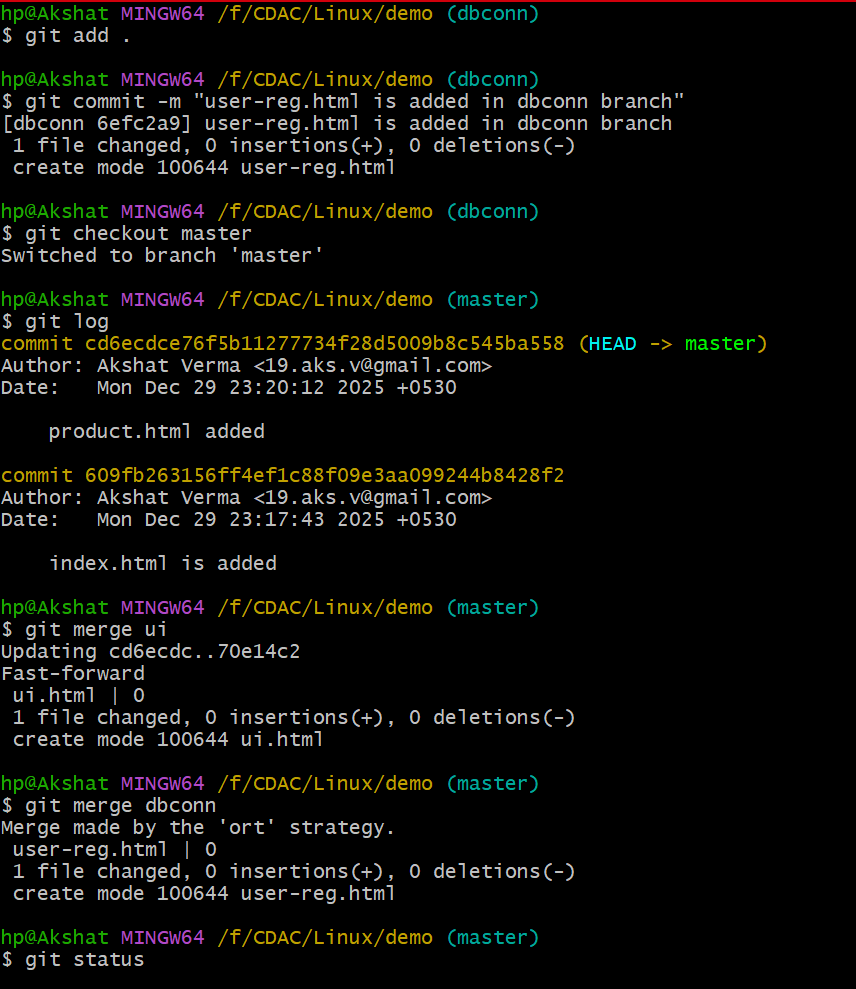 hp@Akshat MINGW64 /f/CDAC/Linux/demo (dbconn)
$ git add .
hp@Akshat MINGW64 /f/CDAC/Linux/demo (dbconn)
$ git commit -m "user-reg.html is added in dbconn branch"
[dbconn 6efc2a9] user-reg.html is added in dbconn branch
 1 file changed, 0 insertions(+), 0 deletions(-)
 create mode 100644 user-reg.html
hp@Akshat MINGW64 /f/CDAC/Linux/demo (dbconn)
$ git checkout master
Switched to branch 'master'
hp@Akshat MINGW64 /f/CDAC/Linux/demo (master)
$ git log
commit cd6ecdce76f5b11277734f28d5009b8c545ba558 (HEAD -> master)
Author: Akshat Verma <19.aks.v@gmail.com>
Date:   Mon Dec 29 23:20:12 2025 +0530
    product.html added
commit 609fb263156ff4ef1c88f09e3aa099244b8428f2
Author: Akshat Verma <19.aks.v@gmail.com>
Date:   Mon Dec 29 23:17:43 2025 +0530
    index.html is added
hp@Akshat MINGW64 /f/CDAC/Linux/demo (master)
$ git merge ui
Updating cd6ecdc..70e14c2
Fast-forward
 ui.html | 0
 1 file changed, 0 insertions(+), 0 deletions(-)
 create mode 100644 ui.html
hp@Akshat MINGW64 /f/CDAC/Linux/demo (master)
$ git merge dbconn
Merge made by the 'ort' strategy.
 user-reg.html | 0
 1 file changed, 0 insertions(+), 0 deletions(-)
 create mode 100644 user-reg.html
hp@Akshat MINGW64 /f/CDAC/Linux/demo (master)
$ git status